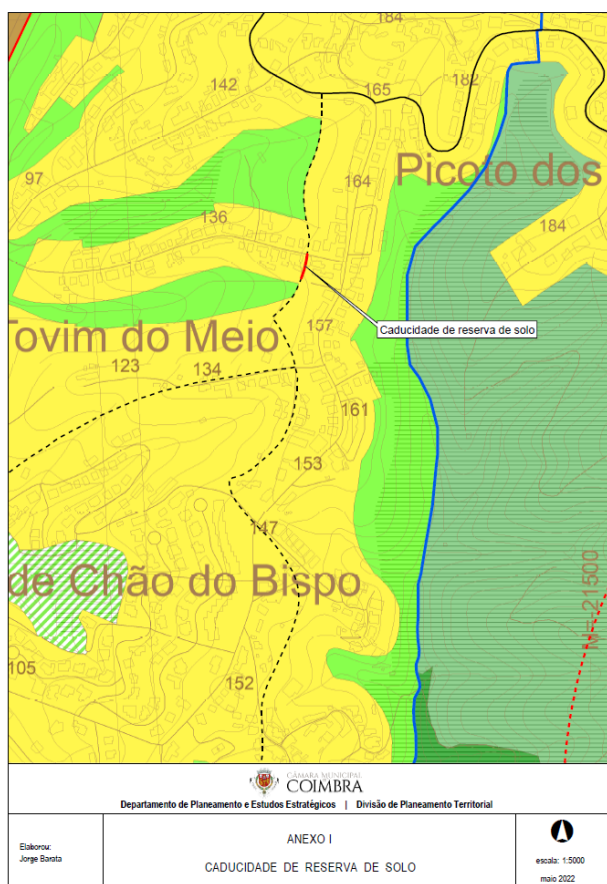 184
142
165
182
Picoto dos
164
97
136
184
Caducidade de reserva de solo
157
Tovim do Meio
123
134
161
153
147
de Chão do Bispo
M=-21500
105
152
CÂMARA MUNICIPAL
COIMBRA
Departamento de Planeamento e Estudos Estratégicos | Divisão de Planeamento Territorial
Elaborou:
Jorge Barata
ANEXO I
CADUCIDADE DE RESERVA DE SOLO
escala: 1:5000
maio 2022